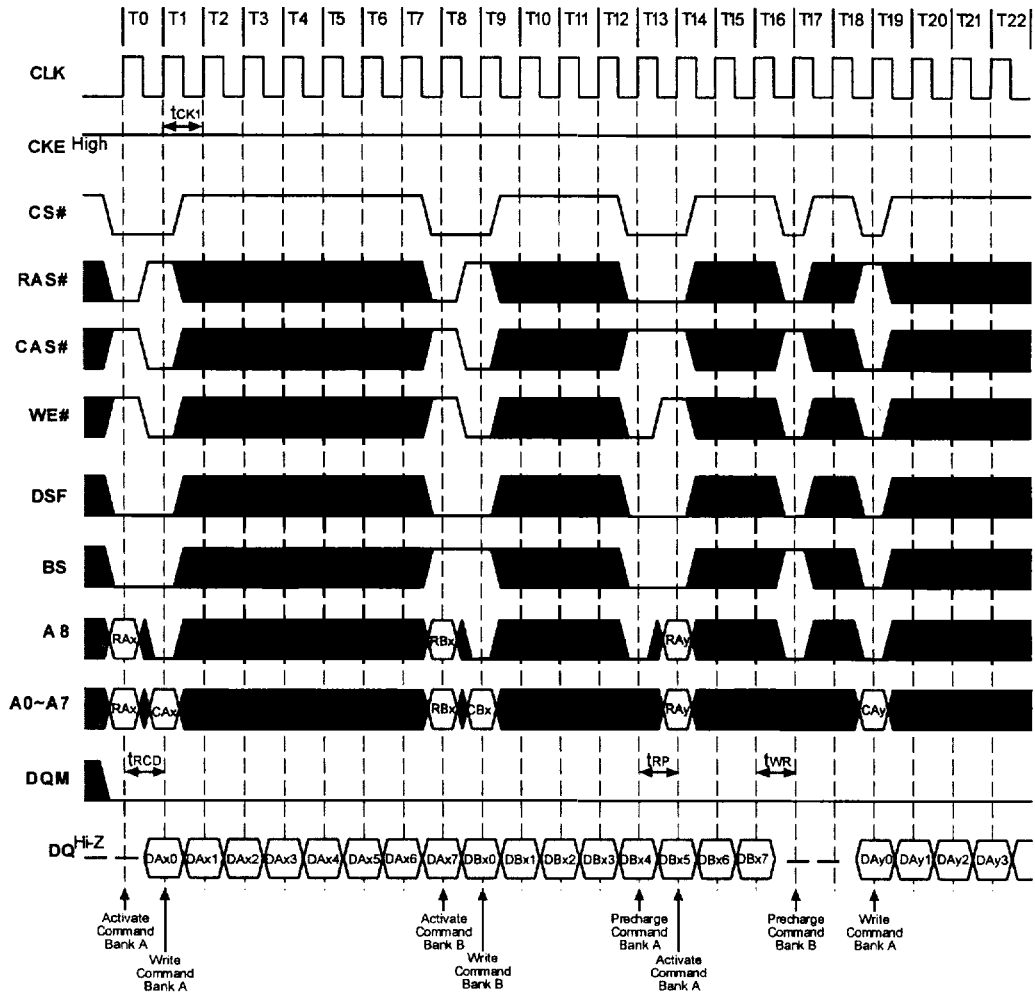 T0 T1 T2 T3 T4 T5 T6 T7 T8 T9 T10 T11 T12 T13 T14 T15 T16 T17 T18 T19 T20 T21 T22
CLK
tCK1
CKE High
CS#
RAS#
CAS#
WE#
DSF
BS
A8 RAx RBx RAy
A0~A7 RAx CAx RBx CBx RAy CAy
tRCD tRP tWR
DQM
DQ Hi-Z DAx0 DAx1 DAx2 DAx3 DAx4 DAx5 DAx6 DAx7 DBx0 DBx1 DBx2 DBx3 DBx4 DBx5 DBx6 DBx7 DAy0 DAy1 DAy2 DAy3
Activate
Command
Bank A
Write
Command
Bank A
Activate
Command
Bank B
Write
Command
Bank B
Precharge
Command
Bank A
Activate
Command
Bank A
Precharge
Command
Bank B
Write
Command
Bank A